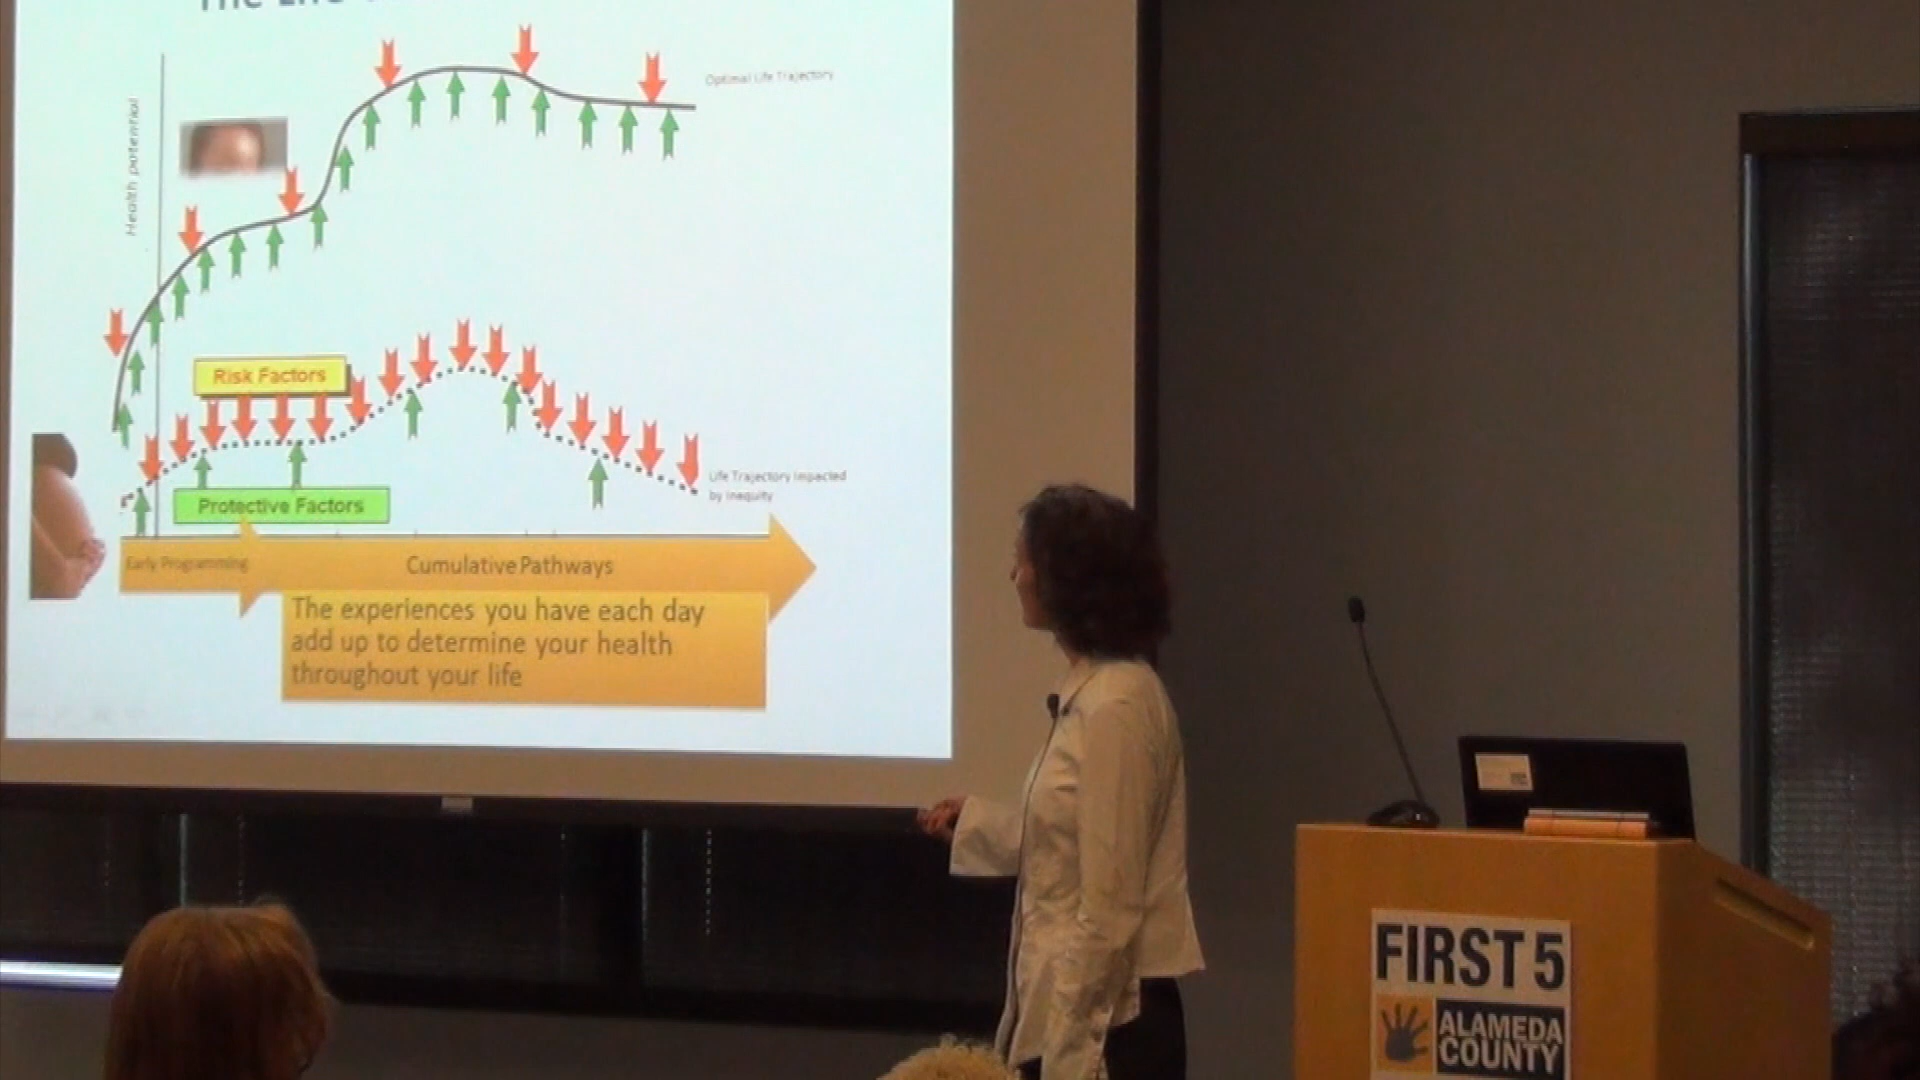 The Life
Health potential
Optimal Life Trajectory
Risk Factors
Life Trajectory Impacted
by Inequity
Protective Factors
Early Programming
Cumulative Pathways
The experiences you have each day
add up to determine your health
throughout your life
FIRST 5
ALAMEDA
COUNTY